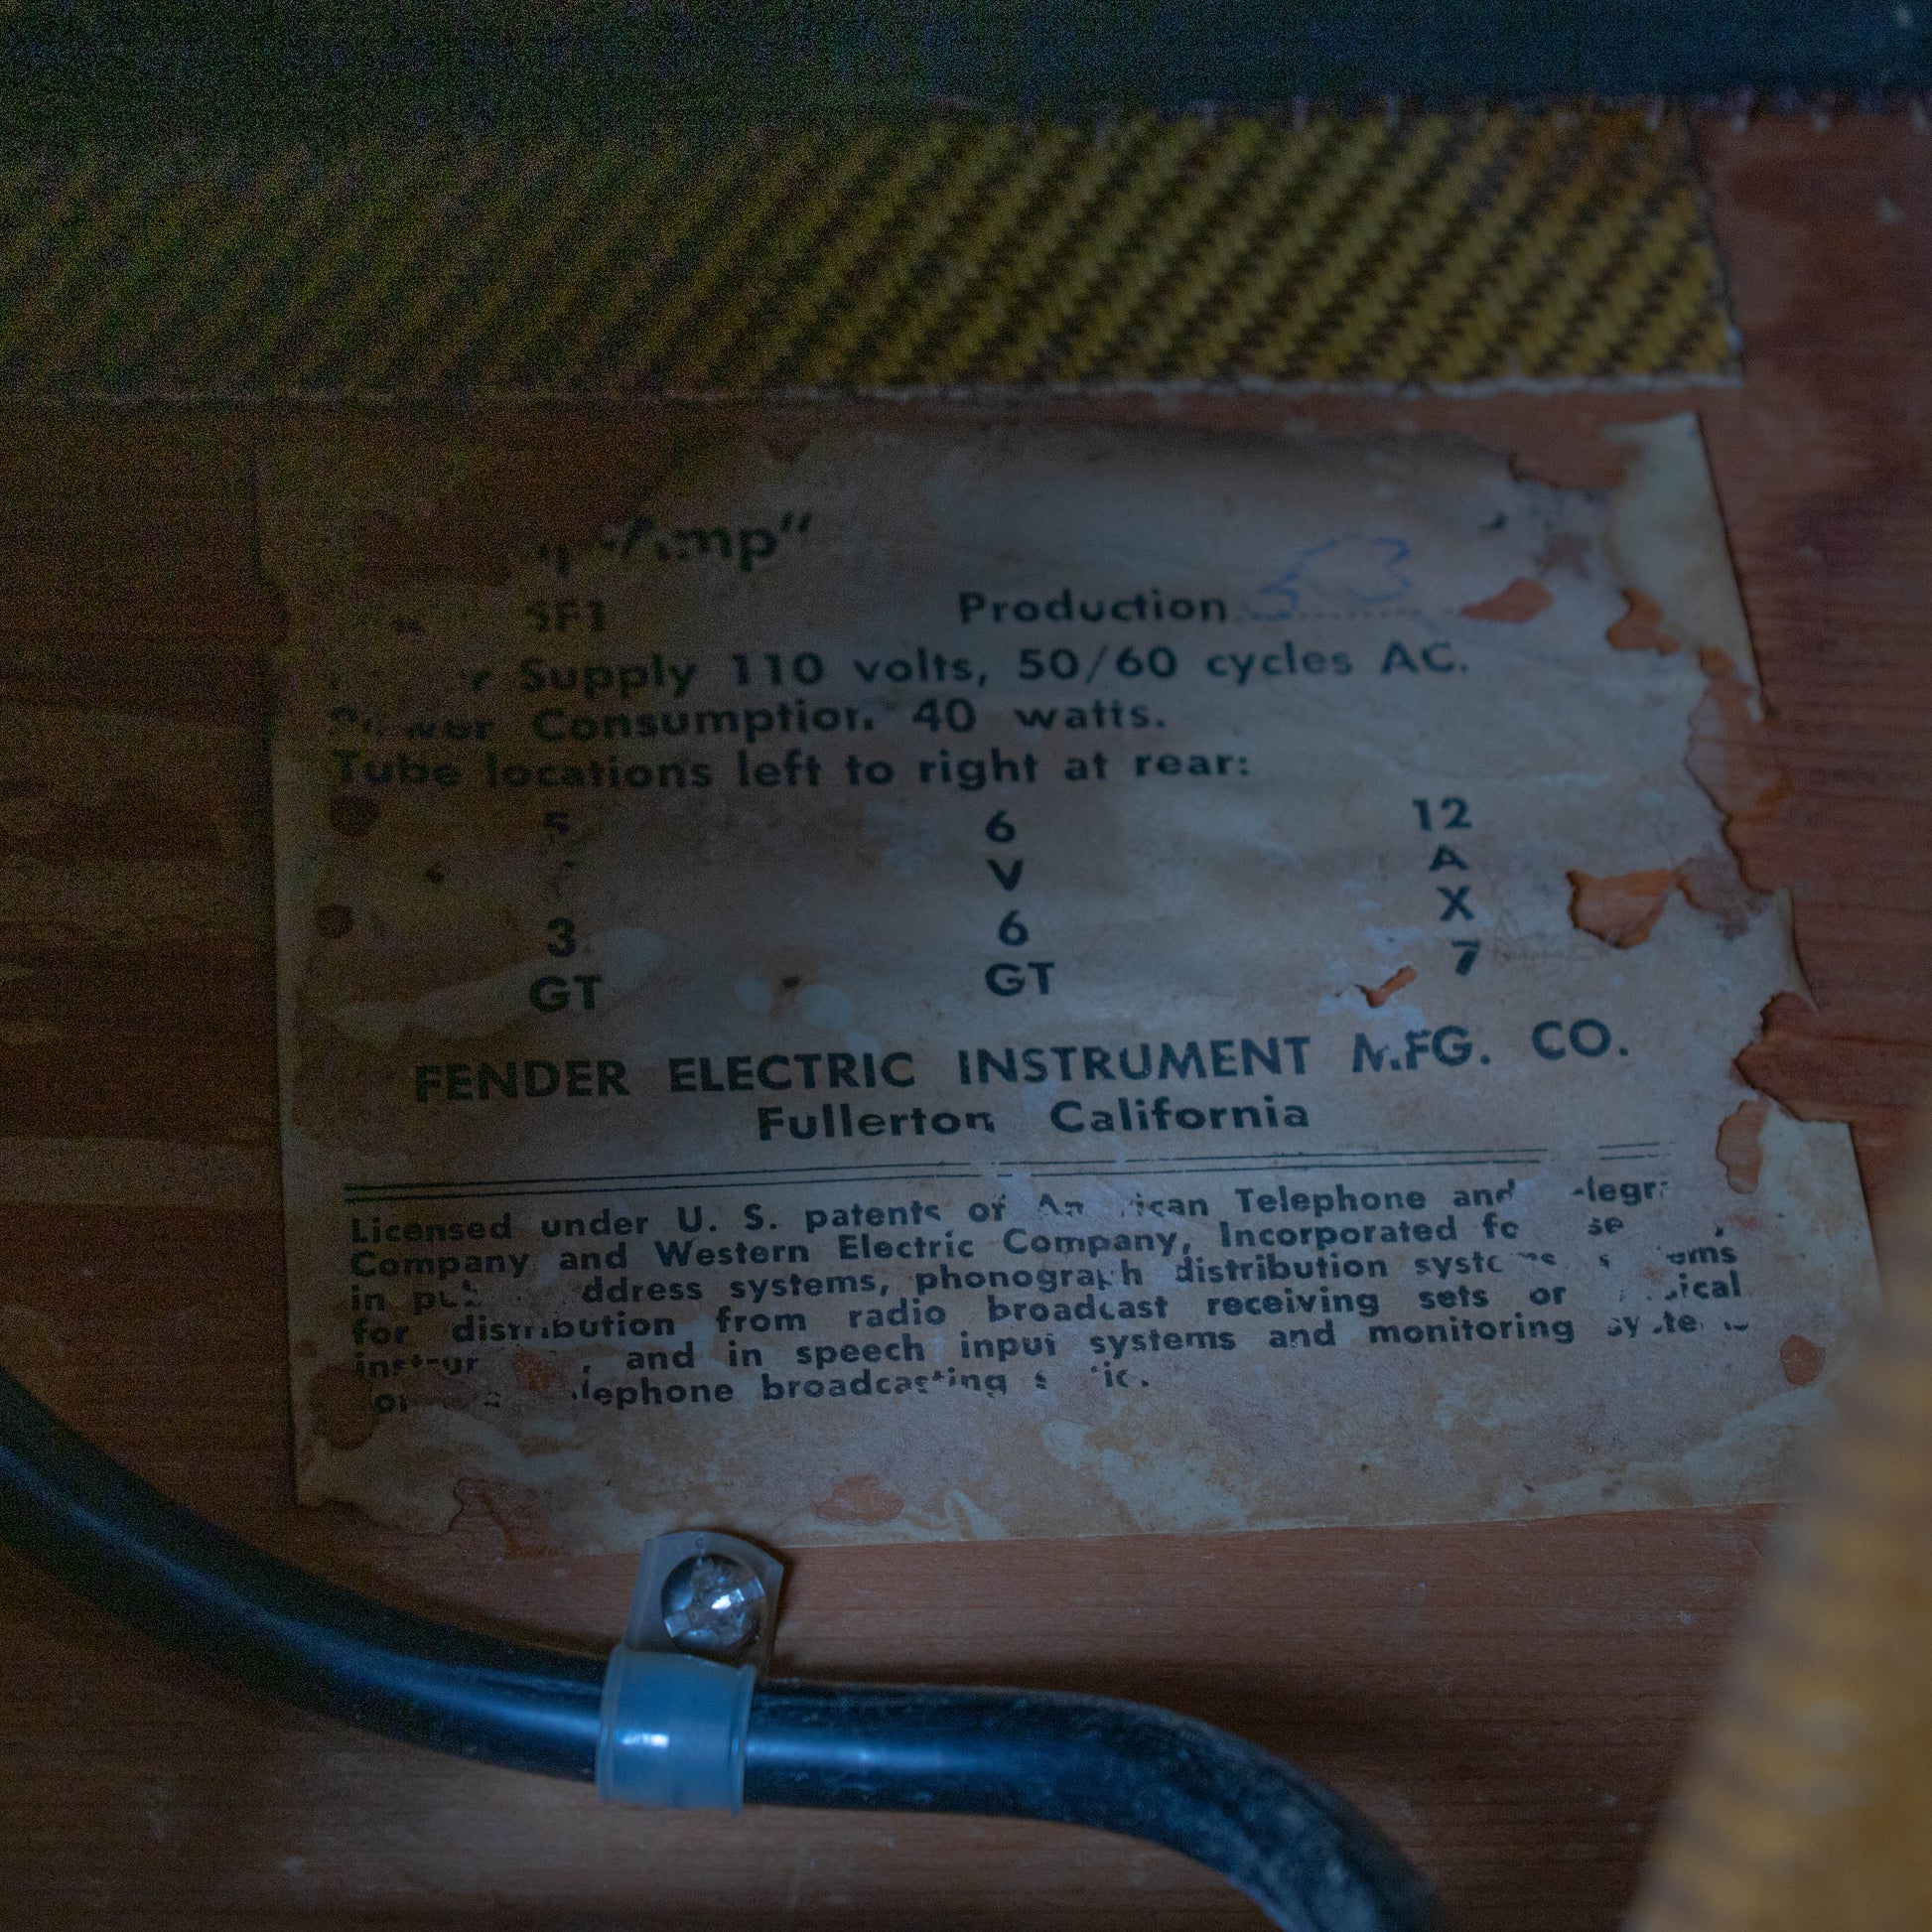 Amp"
5F1 Production
Supply 110 volts, 50/60 cycles AC.
Power Consumption 40 watts.
Tube locations left to right at rear:
5 6 12
V A
X
3 6 7
GT GT
FENDER ELECTRIC INSTRUMENT MFG. CO.
Fullerton California
Licensed under U. S. patents of American Telephone and
Company and Western Electric Company, Incorporated
in address systems, phonograph distribution systems
for distribution from radio broadcast receiving sets or
and in speech input systems and monitoring
broadcasting